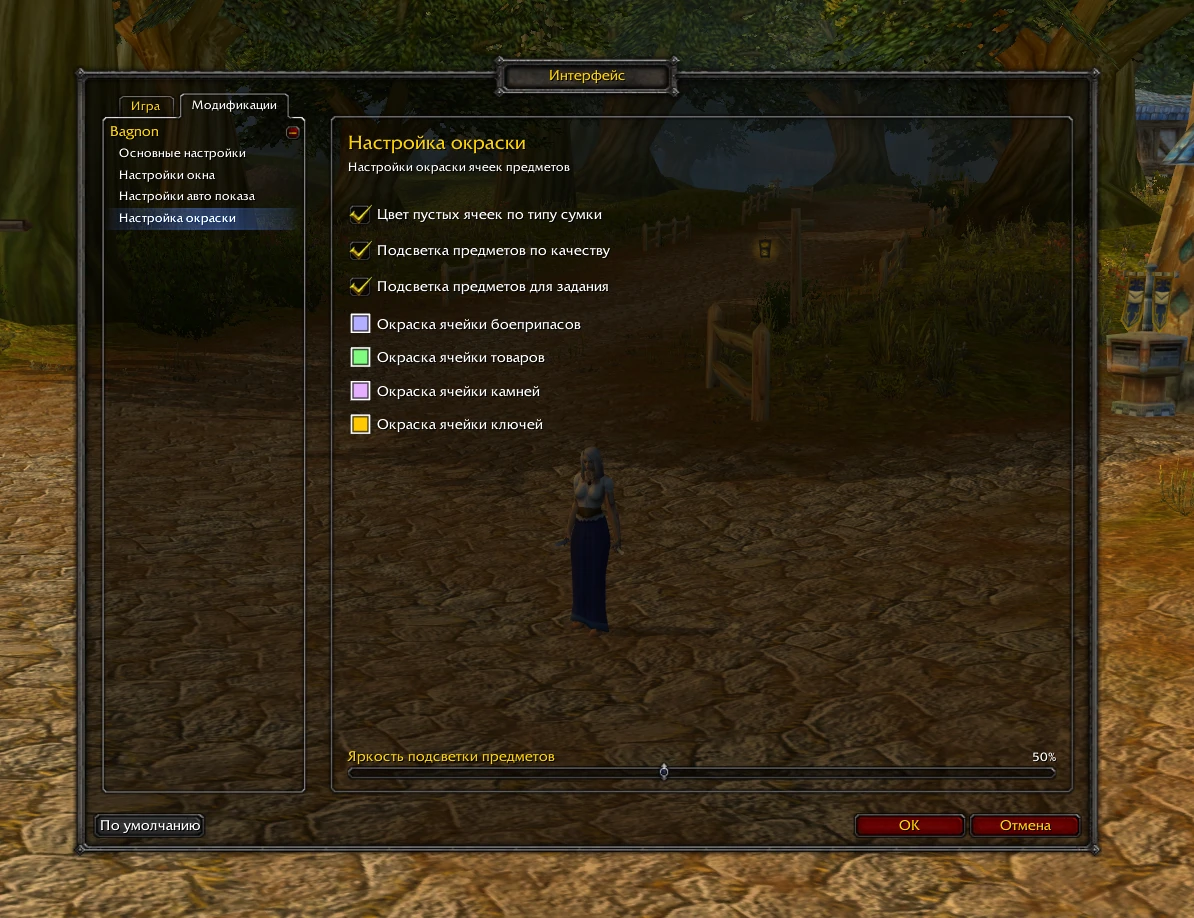 Интерфейс
Игра
Модификации
Bagnon
Основные настройки
Настройки окна
Настройки авто показа
Настройка окраски
Настройка окраски
Настройки окраски ячеек предметов
Цвет пустых ячеек по типу сумки
Подсветка предметов по качеству
Подсветка предметов для задания
Окраска ячейки боеприпасов
Окраска ячейки товаров
Окраска ячейки камней
Окраска ячейки ключей
Яркость подсветки предметов
50%
По умолчанию
ОК
Отмена